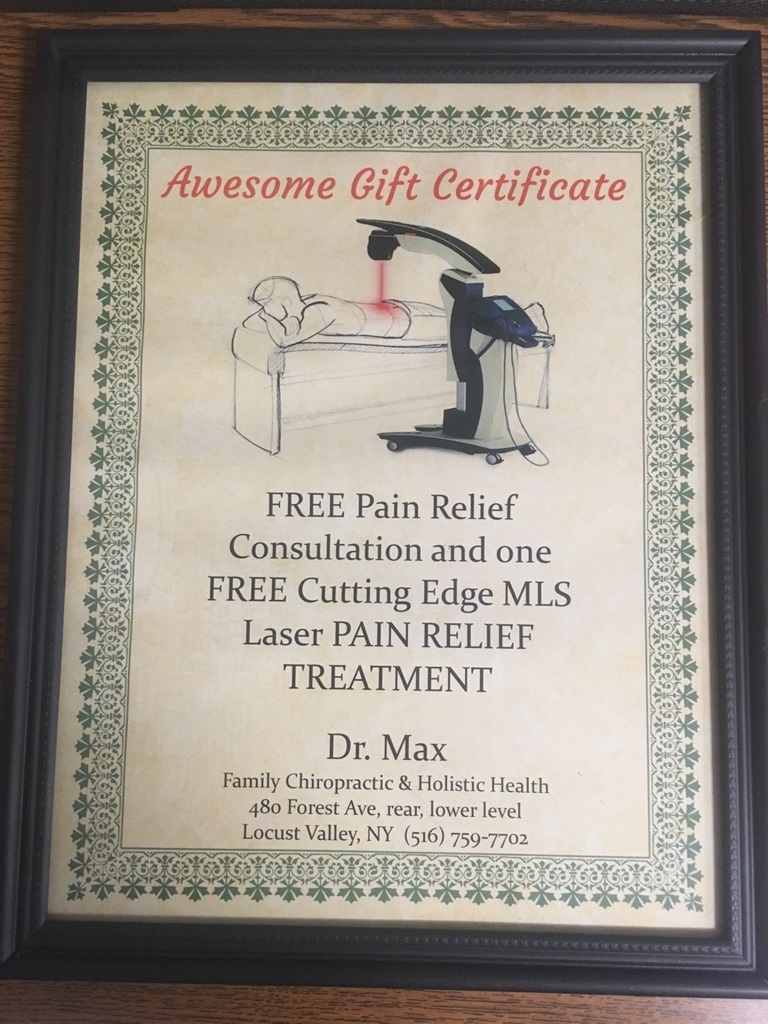 Awesome Gift Certificate
FREE Pain Relief
Consultation and one
FREE Cutting Edge MLS
Laser PAIN RELIEF
TREATMENT
Dr. Max
Family Chiropractic & Holistic Health
480 Forest Ave, rear, lower level
Locust Valley, NY (516) 759-7702